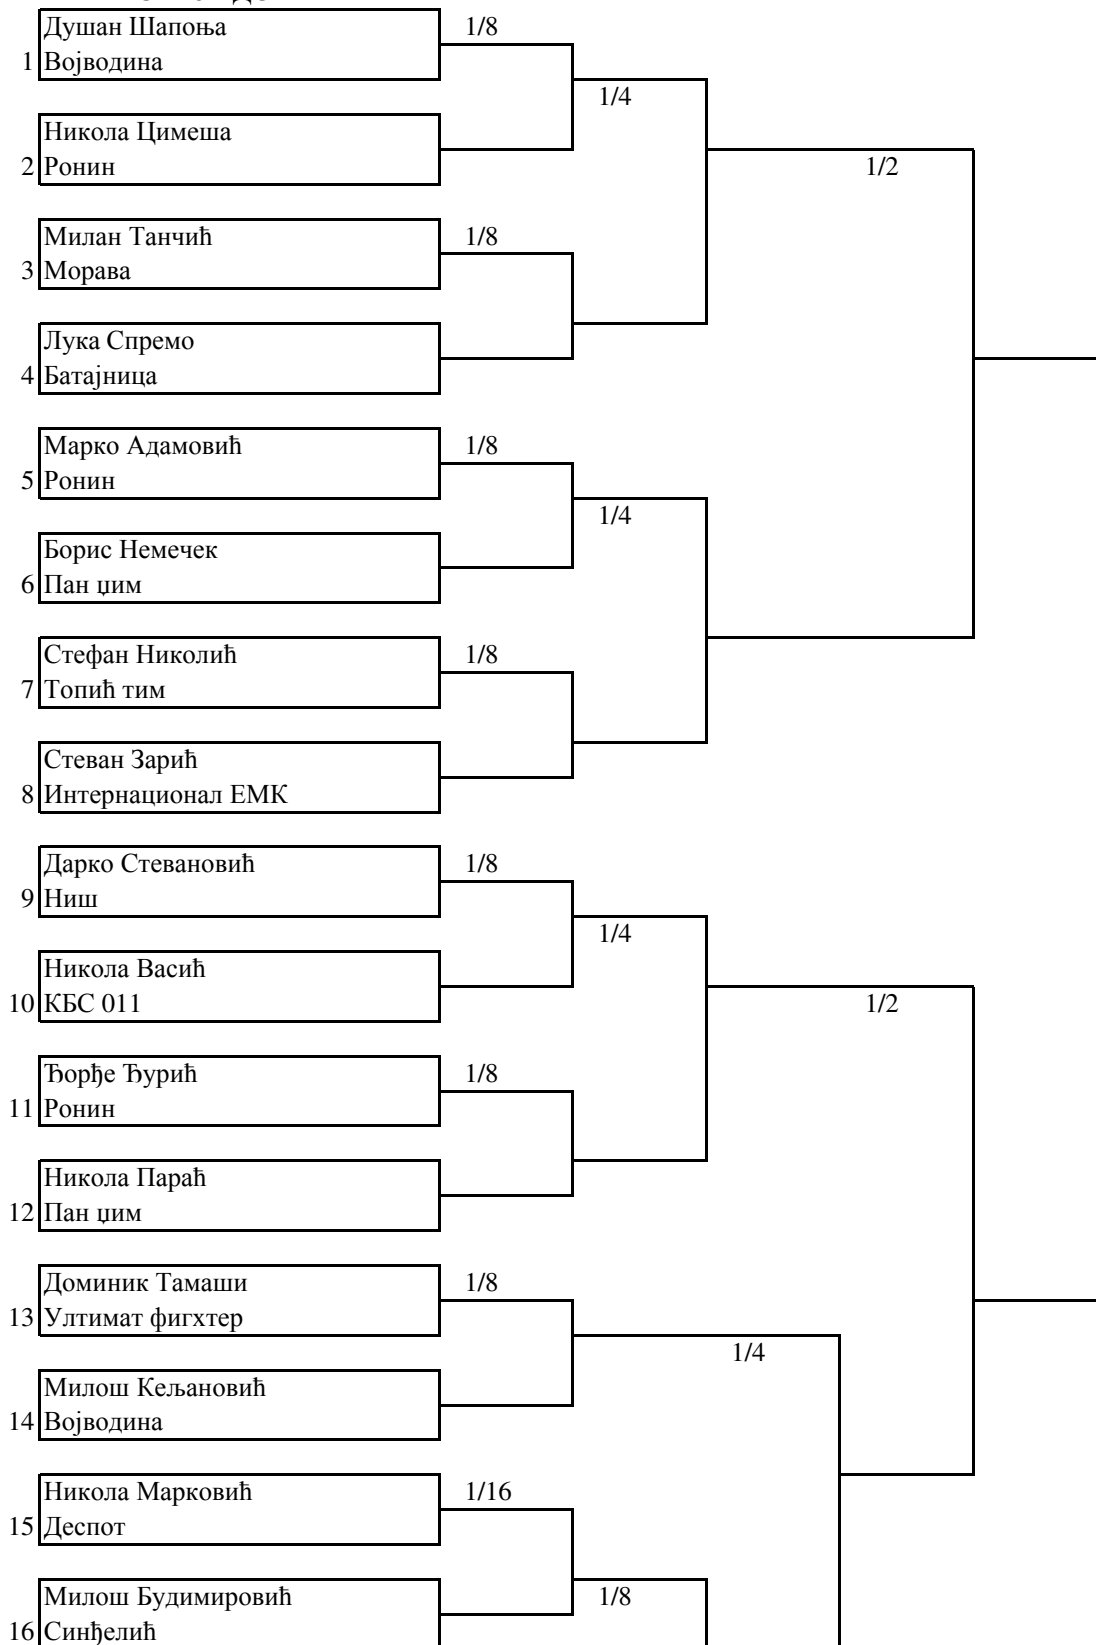 Душан Шапоња 1/8
1 Војводина
1/4
Никола Цимеша
2 Ронин 1/2
Милан Танчић 1/8
3 Морава
Лука Спремо
4 Батајница
Марко Адамовић 1/8
5 Ронин
1/4
Борис Немечек
6 Пан џим
Стефан Николић 1/8
7 Топић тим
Стеван Зарић
8 Интернационал ЕМК
Дарко Стевановић 1/8
9 Ниш
1/4
Никола Васић
10 КБС 011 1/2
Ђорђе Ђурић 1/8
11 Ронин
Никола Параћ
12 Пан џим
Доминик Тамаши 1/8
13 Ултимат фигхтер
1/4
Милош Кељановић
14 Војводина
Никола Марковић 1/16
15 Деспот
Милош Будимировић 1/8
16 Синђелић